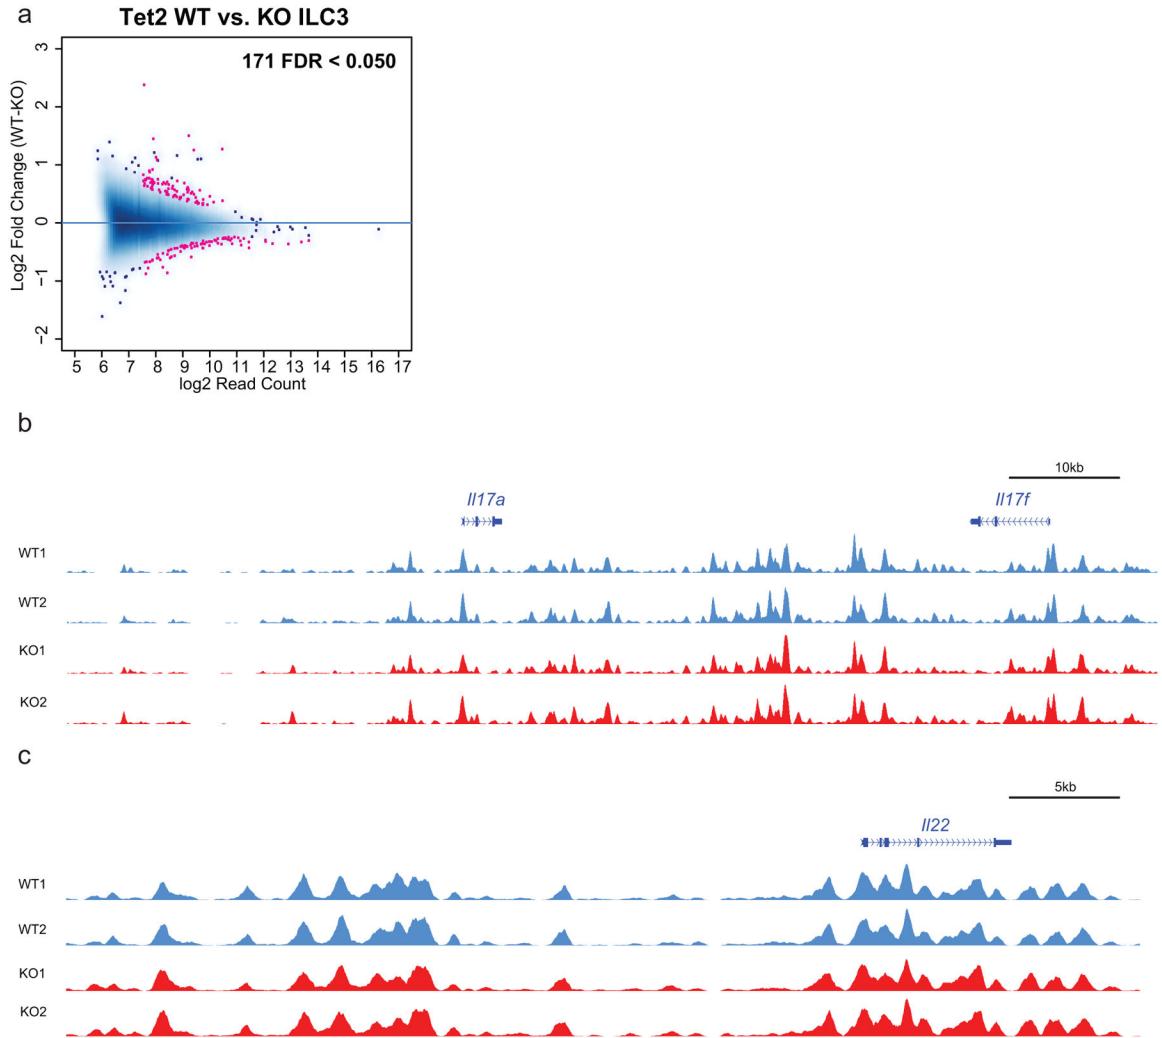 a
Tet2 WT vs. KO ILC3
171 FDR < 0.050
Log2 Fold Change (WT-KO)
3
2
1
0
−1
−2
5 6 7 8 9 10 11 12 13 14 15 16 17
log2 Read Count
b
10kb
Il17a Il17f
WT1
WT2
KO1
KO2
c
5kb
Il22
WT1
WT2
KO1
KO2